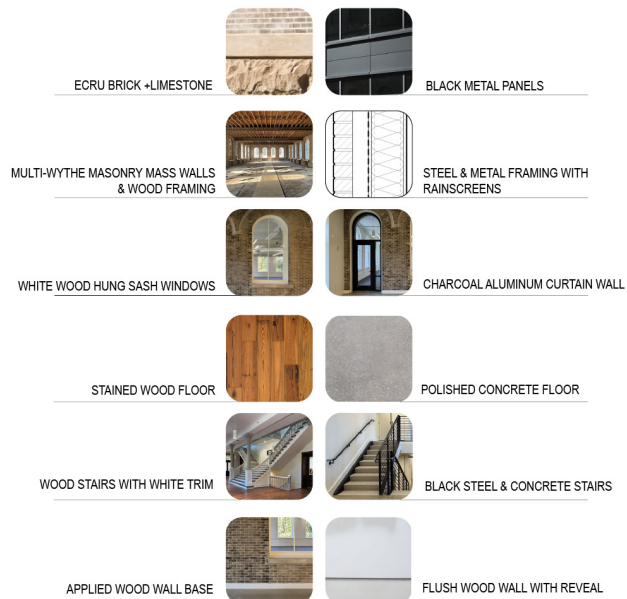 ECRU BRICK +LIMESTONE
BLACK METAL PANELS
MULTI-WYTHE MASONRY MASS WALLS
& WOOD FRAMING
STEEL & METAL FRAMING WITH
RAINSCREENS
WHITE WOOD HUNG SASH WINDOWS
CHARCOAL ALUMINUM CURTAIN WALL
STAINED WOOD FLOOR
POLISHED CONCRETE FLOOR
WOOD STAIRS WITH WHITE TRIM
BLACK STEEL & CONCRETE STAIRS
APPLIED WOOD WALL BASE
FLUSH WOOD WALL WITH REVEAL